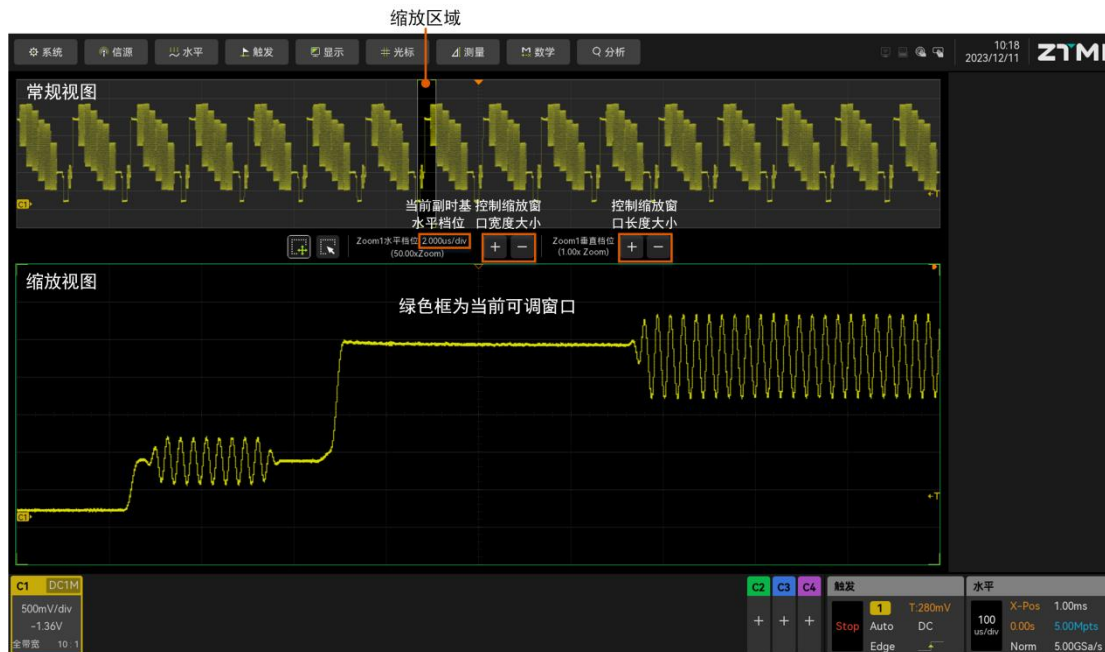 缩放区域
系统
信源
水平
触发
显示
光标
测量
数学
分析
10:18
2023/12/11
常规视图
C1
T
当前副时基
水平档位
控制缩放窗
口宽度大小
控制缩放窗
口长度大小
Zoom1水平档位 2.000us/div
(50.00xZoom)
+ −
Zoom1垂直档位
(1.00x Zoom)
+ −
缩放视图
绿色框为当前可调窗口
T
C1
C1 DC1M
500mV/div
-1.36V
全带宽 10:1
C2 C3 C4
+ + +
触发
1 T:280mV
Stop Auto DC
Edge
水平
100
us/div
X-Pos 1.00ms
0.00s 5.00Mpts
Norm 5.00GSa/s